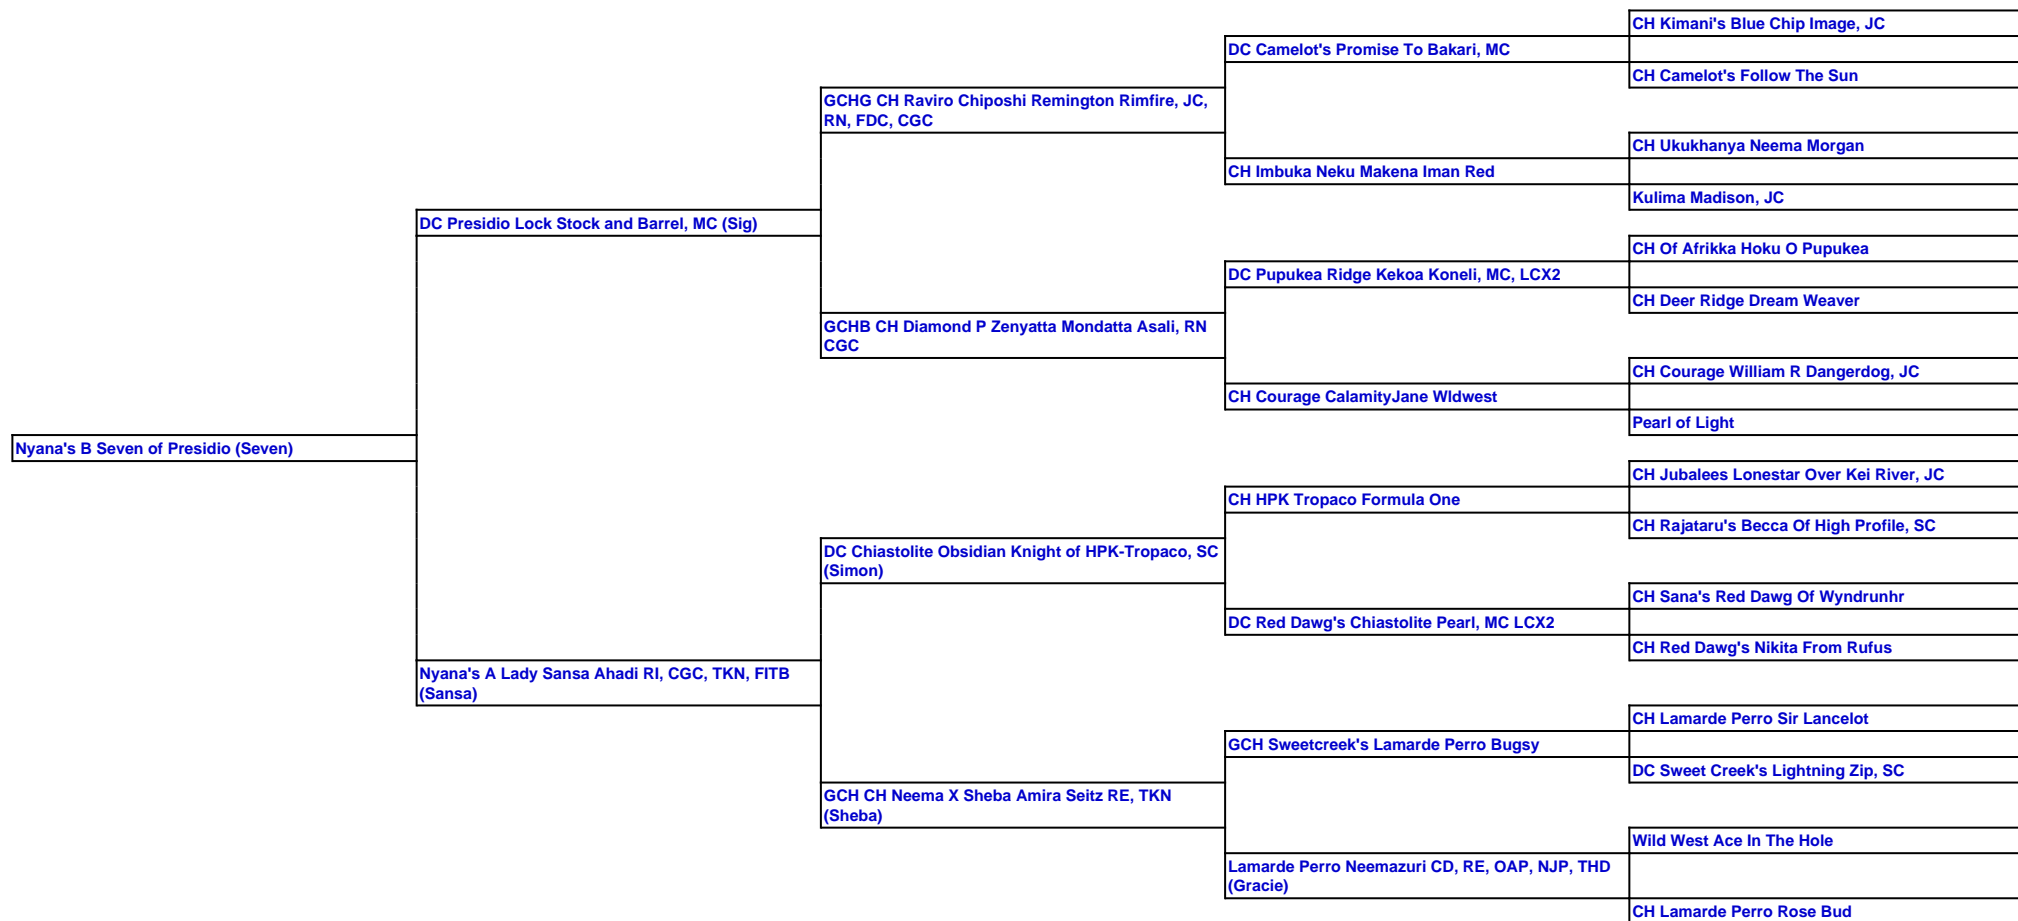 CH Kimani's Blue Chip Image, JC
DC Camelot's Promise To Bakari, MC
CH Camelot's Follow The Sun
GCHG CH Raviro Chiposhi Remington Rimfire, JC,
RN, FDC, CGC
CH Ukukhanya Neema Morgan
CH Imbuka Neku Makena Iman Red
Kulima Madison, JC
DC Presidio Lock Stock and Barrel, MC (Sig)
CH Of Afrikka Hoku O Pupukea
DC Pupukea Ridge Kekoa Koneli, MC, LCX2
CH Deer Ridge Dream Weaver
GCHB CH Diamond P Zenyatta Mondatta Asali, RN
CGC
CH Courage William R Dangerdog, JC
CH Courage CalamityJane Wldwest
Pearl of Light
Nyana's B Seven of Presidio (Seven)
CH Jubalees Lonestar Over Kei River, JC
CH HPK Tropaco Formula One
CH Rajataru's Becca Of High Profile, SC
DC Chiastolite Obsidian Knight of HPK-Tropaco, SC
(Simon)
CH Sana's Red Dawg Of Wyndrunhr
DC Red Dawg's Chiastolite Pearl, MC LCX2
CH Red Dawg's Nikita From Rufus
Nyana's A Lady Sansa Ahadi RI, CGC, TKN, FITB
(Sansa)
CH Lamarde Perro Sir Lancelot
GCH Sweetcreek's Lamarde Perro Bugsy
DC Sweet Creek's Lightning Zip, SC
GCH CH Neema X Sheba Amira Seitz RE, TKN
(Sheba)
Wild West Ace In The Hole
Lamarde Perro Neemazuri CD, RE, OAP, NJP, THD
(Gracie)
CH Lamarde Perro Rose Bud